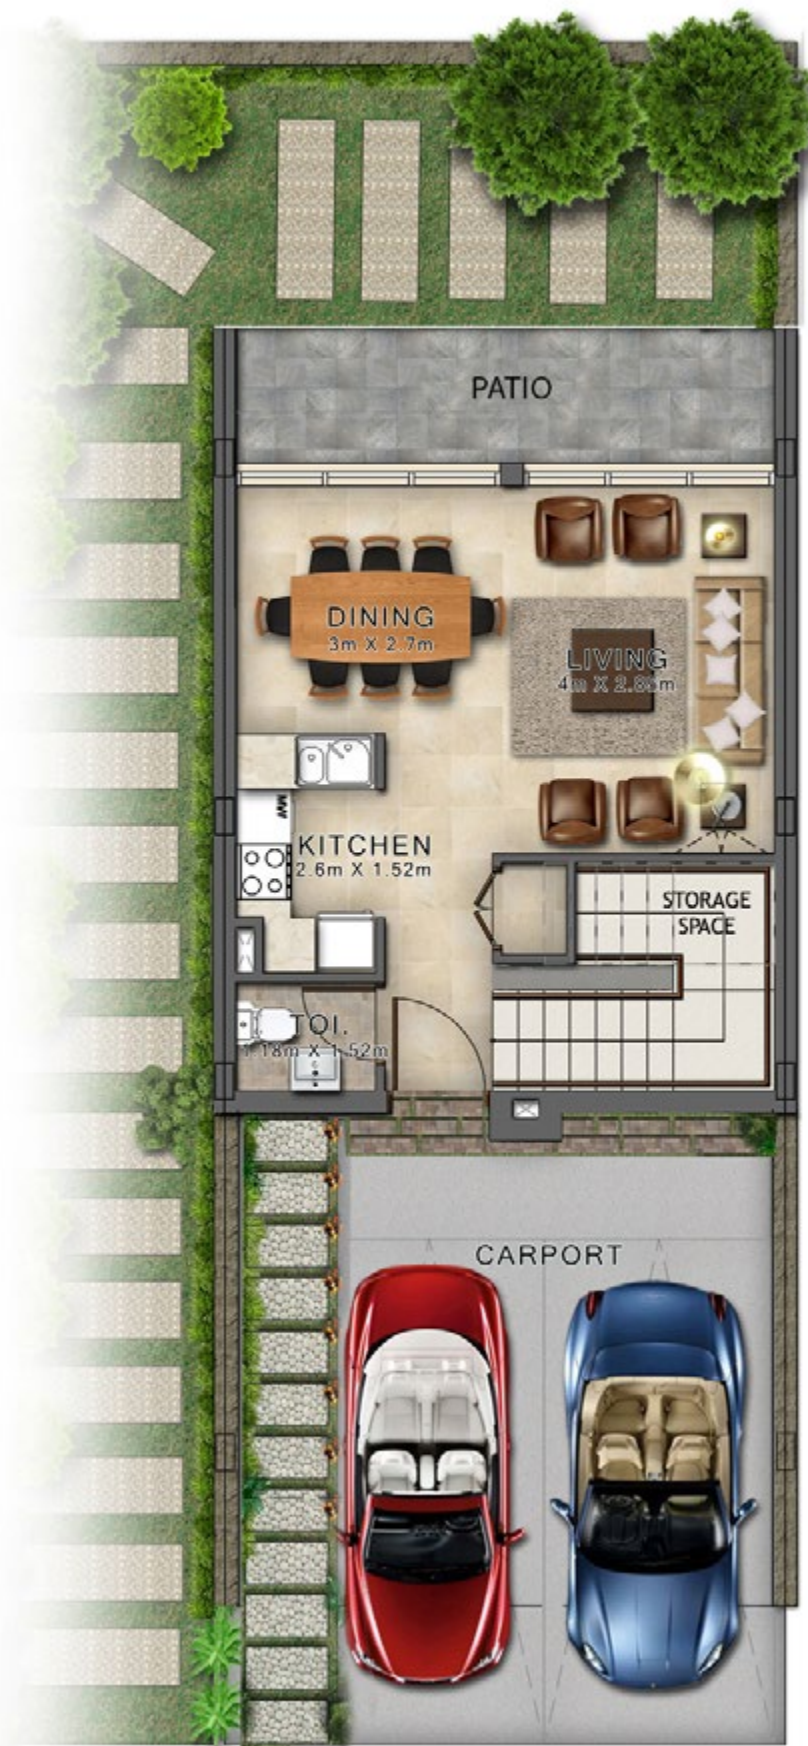 PATIO
DINING
3m X 2.7m
LIVING
4m X 2.85m
MW
KITCHEN
2.6m X 1.52m
STORAGE
SPACE
TOI.
1.18m X 1.52m
CARPORT